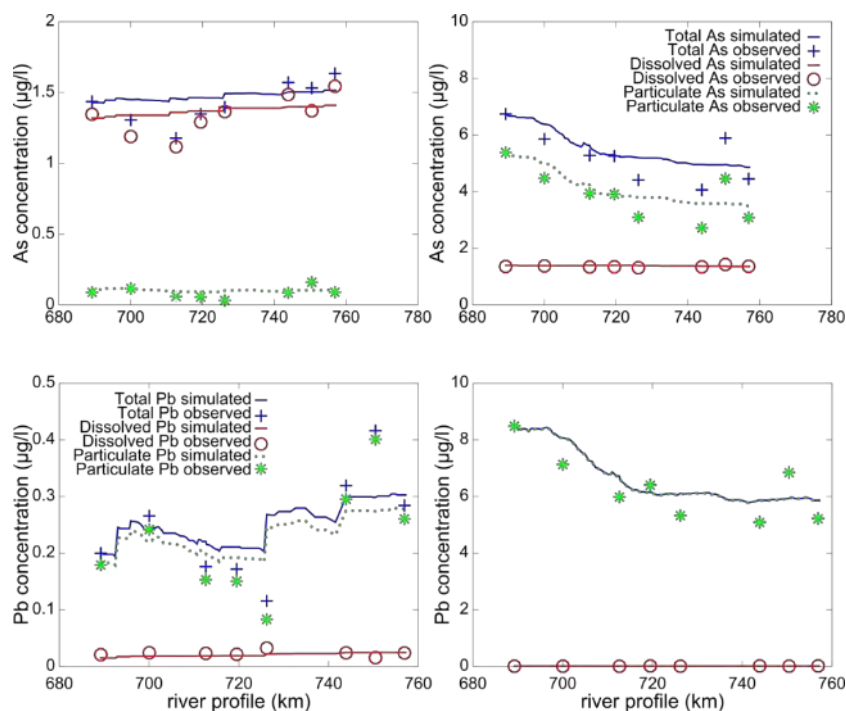 As concentration (µg/l)
2
1.5
1
0.5
0
680 700 720 740 760 780
As concentration (µg/l)
10
8
6
4
2
0
680 700 720 740 760 780
Total As simulated
Total As observed
Dissolved As simulated
Dissolved As observed
Particulate As simulated
Particulate As observed
Pb concentration (µg/l)
0.5
0.4
0.3
0.2
0.1
0
680 700 720 740 760
river profile (km)
Total Pb simulated
Total Pb observed
Dissolved Pb simulated
Dissolved Pb observed
Particulate Pb simulated
Particulate Pb observed
Pb concentration (µg/l)
10
8
6
4
2
0
680 700 720 740 760
river profile (km)